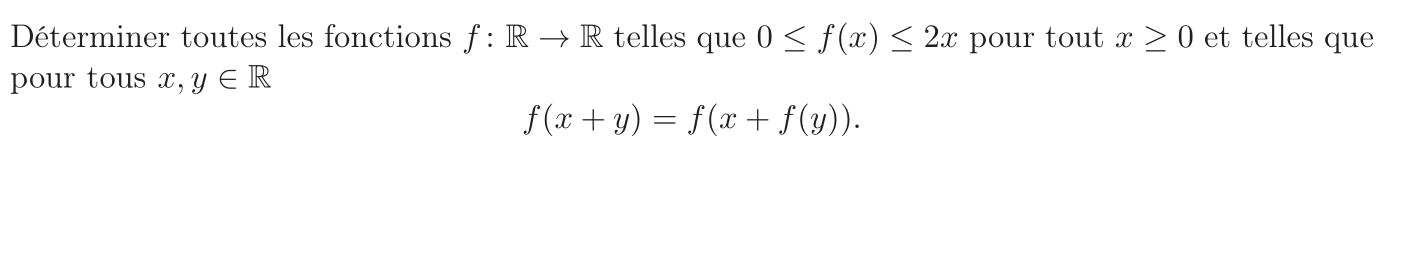 Déterminer toutes les fonctions f : ℝ → ℝ telles que 0 ≤ f(x) ≤ 2x pour tout x ≥ 0 et telles que
pour tous x, y ∈ ℝ
f(x + y) = f(x + f(y)).